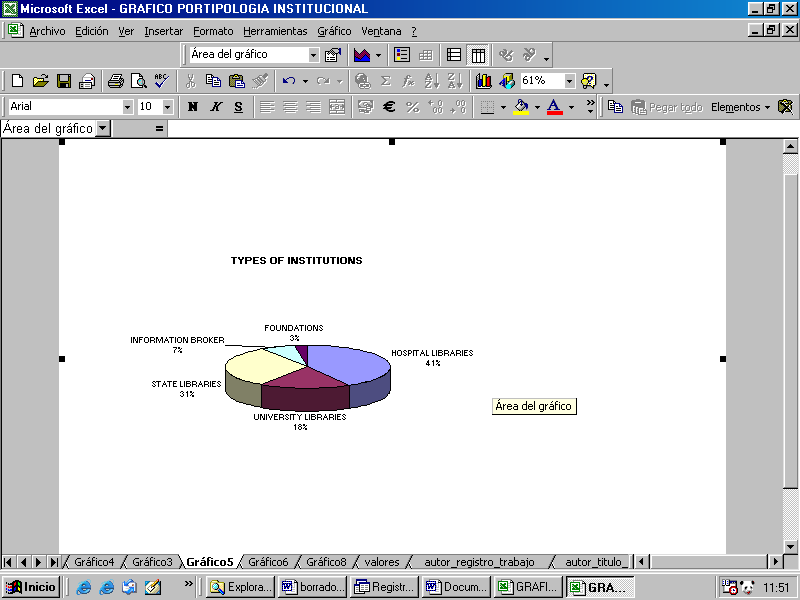 Microsoft Excel - GRAFICO PORTIPOLOGIA INSTITUCIONAL
Archivo Edición Ver Insertar Formato Herramientas Gráfico Ventana ?
Área del gráfico
61%
Arial 10 N K S € % Pegar todo Elementos
Área del gráfico =
TYPES OF INSTITUTIONS
FOUNDATIONS
3%
INFORMATION BROKER
7%
HOSPITAL LIBRARIES
41%
STATE LIBRARIES
31%
Área del gráfico
UNIVERSITY LIBRARIES
18%
Gráfico4 Gráfico3 Gráfico5 Gráfico6 Gráfico8 valores autor_registro_trabajo autor_titulo_
Inicio Explora... borrado... Registr... Docum... GRAFI... GRA... 11:51